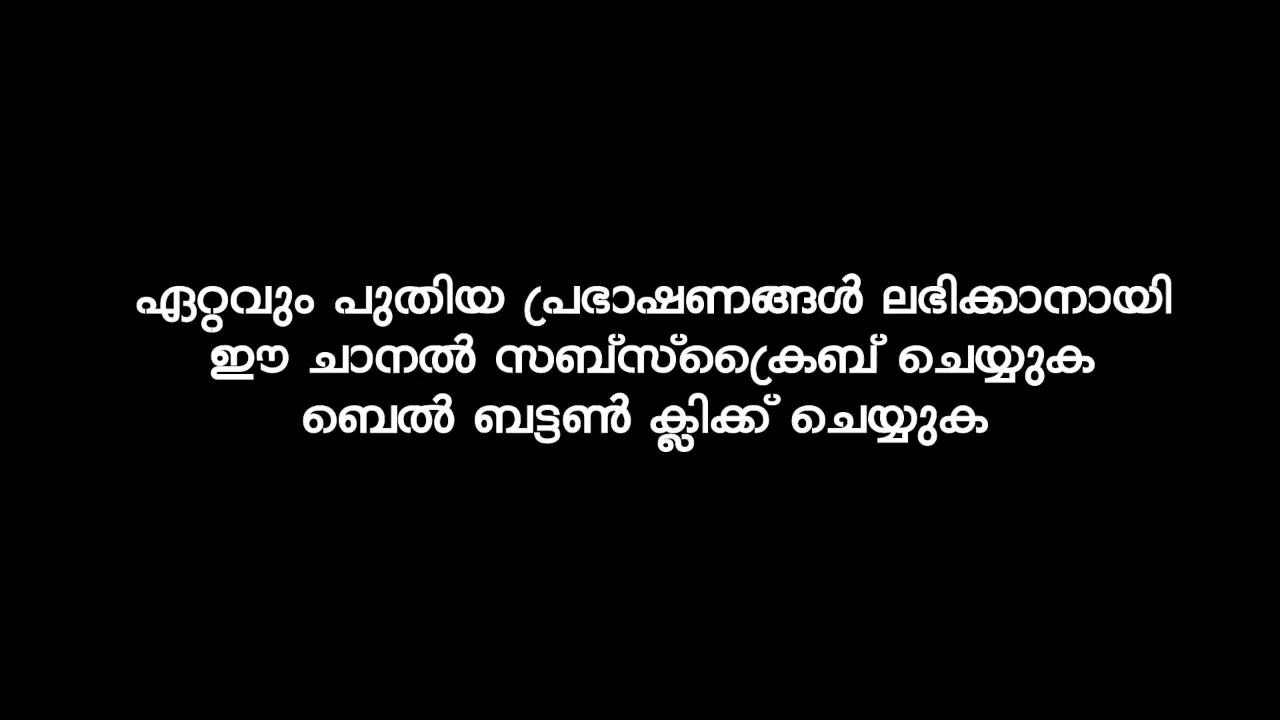 ഏറ്റവും പുതിയ പ്രഭാഷണങ്ങൾ ലഭിക്കാനായി
ഈ ചാനൽ സബ്സ്ക്രൈബ് ചെയ്യുക
ബെൽ ബട്ടൺ ക്ലിക്ക് ചെയ്യുക